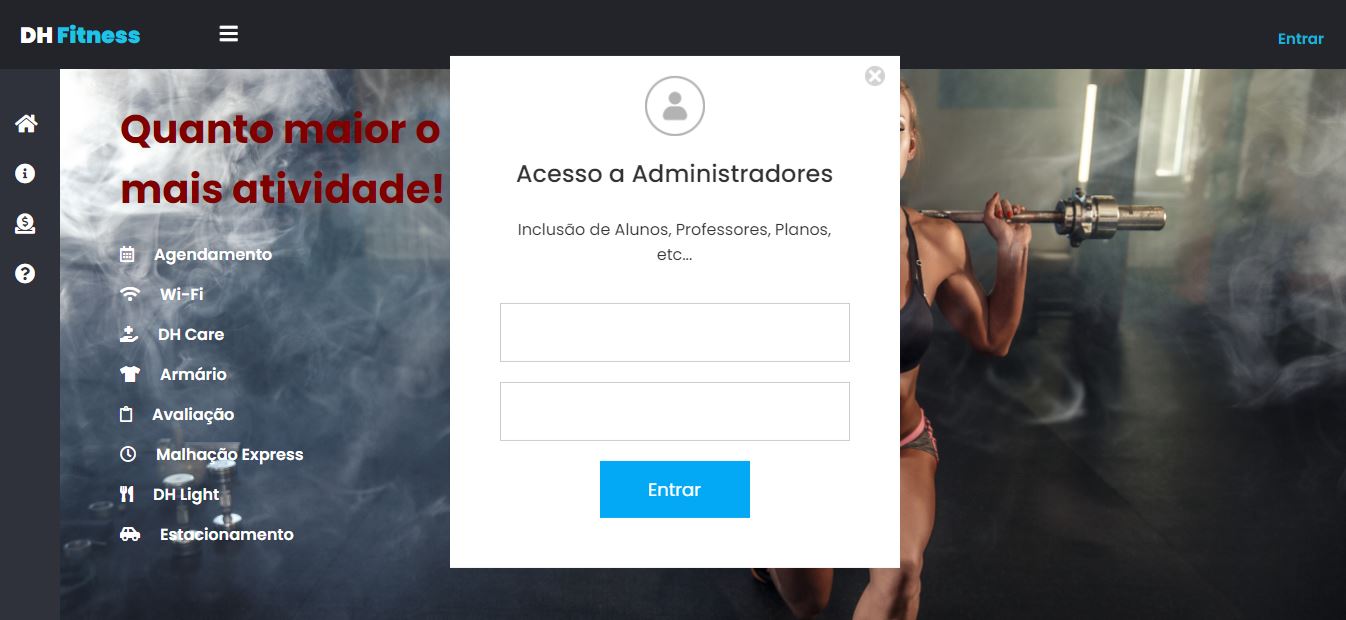 DH Fitness
Entrar
Quanto maior o
mais atividade!
Agendamento
Wi-Fi
DH Care
Armário
Avaliação
Malhação Express
DH Light
Estacionamento
Acesso a Administradores
Inclusão de Alunos, Professores, Planos,
etc...
Entrar